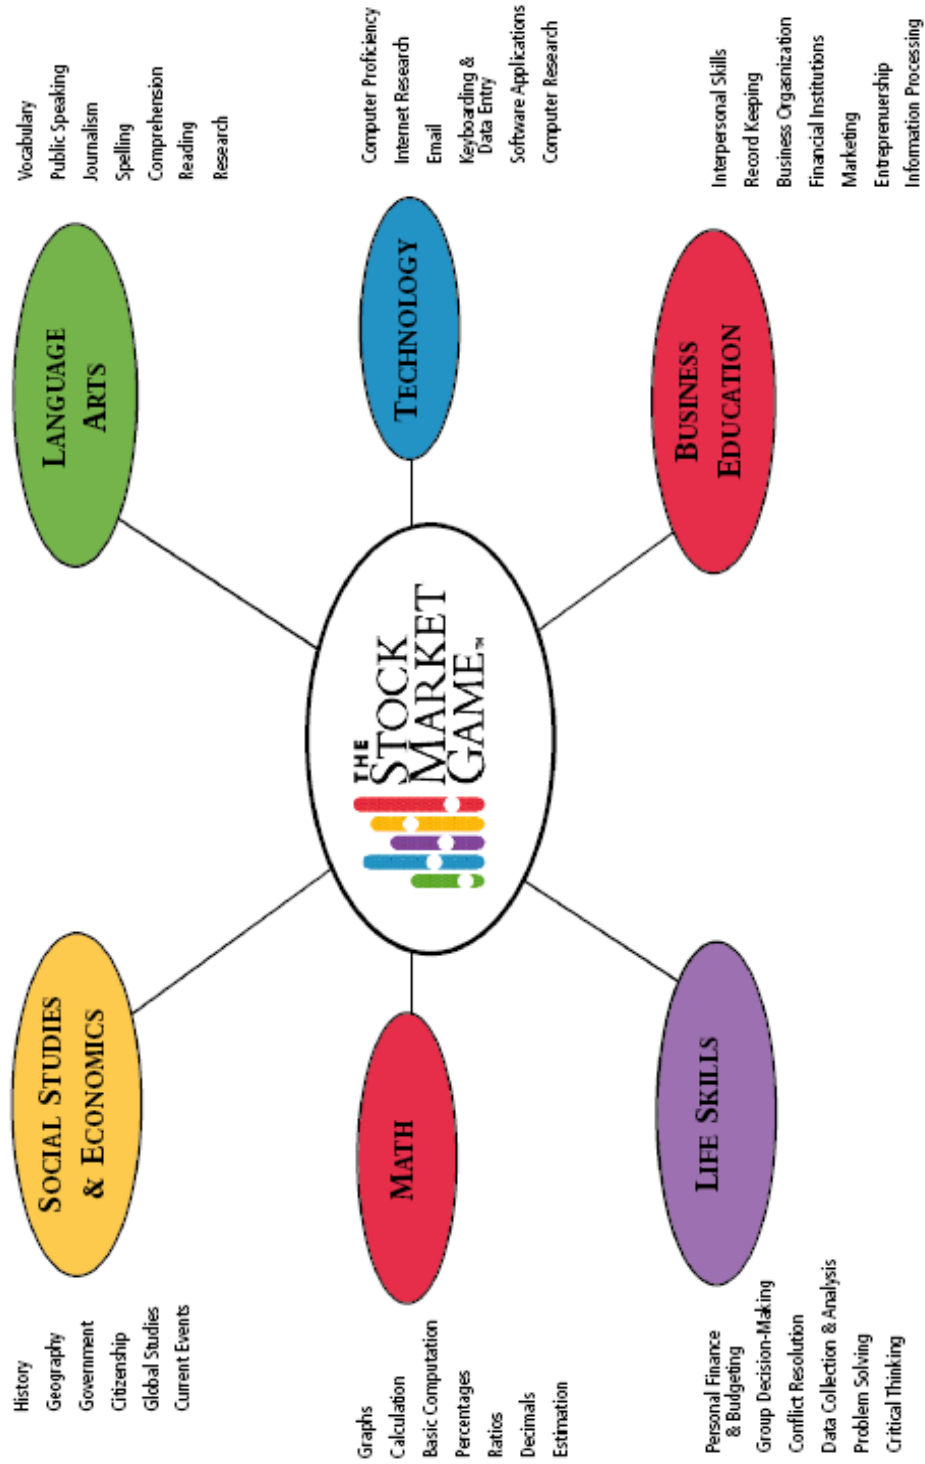 History
Geography
Government
Citizenship
Global Studies
Current Events
SOCIAL STUDIES
& ECONOMICS
LANGUAGE
ARTS
Vocabulary
Public Speaking
Journalism
Spelling
Comprehension
Reading
Research
Graphs
Calculation
Basic Computation
Percentages
Ratios
Decimals
Estimation
MATH
THE
STOCK
MARKET
GAME™
TECHNOLOGY
Computer Proficiency
Internet Research
Email
Keyboarding &
Data Entry
Software Applications
Computer Research
Personal Finance
& Budgeting
Group Decision-Making
Conflict Resolution
Data Collection & Analysis
Problem Solving
Critical Thinking
LIFE SKILLS
BUSINESS
EDUCATION
Interpersonal Skills
Record Keeping
Business Orgasnization
Financial Institutions
Marketing
Entreprenuership
Information Processing